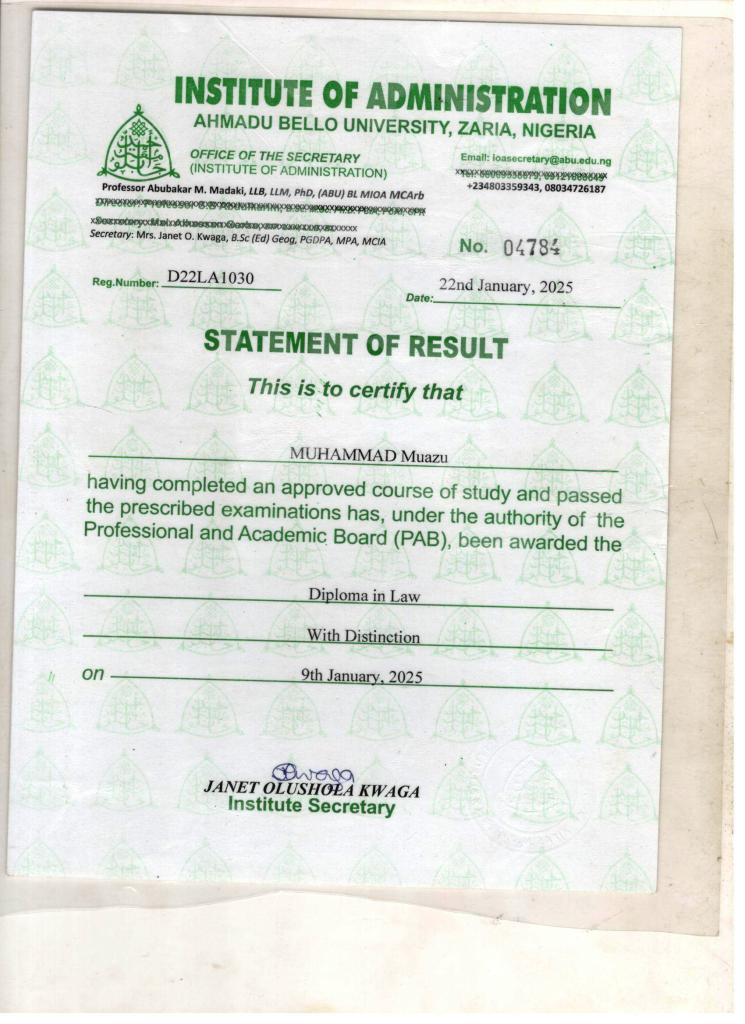 INSTITUTE OF ADMINISTRATION
AHMADU BELLO UNIVERSITY, ZARIA, NIGERIA
OFFICE OF THE SECRETARY
(INSTITUTE OF ADMINISTRATION)
Email: ioasecretary@abu.edu.ng
+234803359343, 08034726187
Professor Abubakar M. Madaki, LLB, LLM, PhD, (ABU) BL MIOA MCArb
Secretary: Mrs. Janet O. Kwaga, B.Sc (Ed) Geog, PGDPA, MPA, MCIA
No. 04784
Reg.Number: D22LA1030
Date: 22nd January, 2025
STATEMENT OF RESULT
This is to certify that
MUHAMMAD Muazu
having completed an approved course of study and passed
the prescribed examinations has, under the authority of the
Professional and Academic Board (PAB), been awarded the
Diploma in Law
With Distinction
on 9th January, 2025
JANET OLUSHOLA KWAGA
Institute Secretary